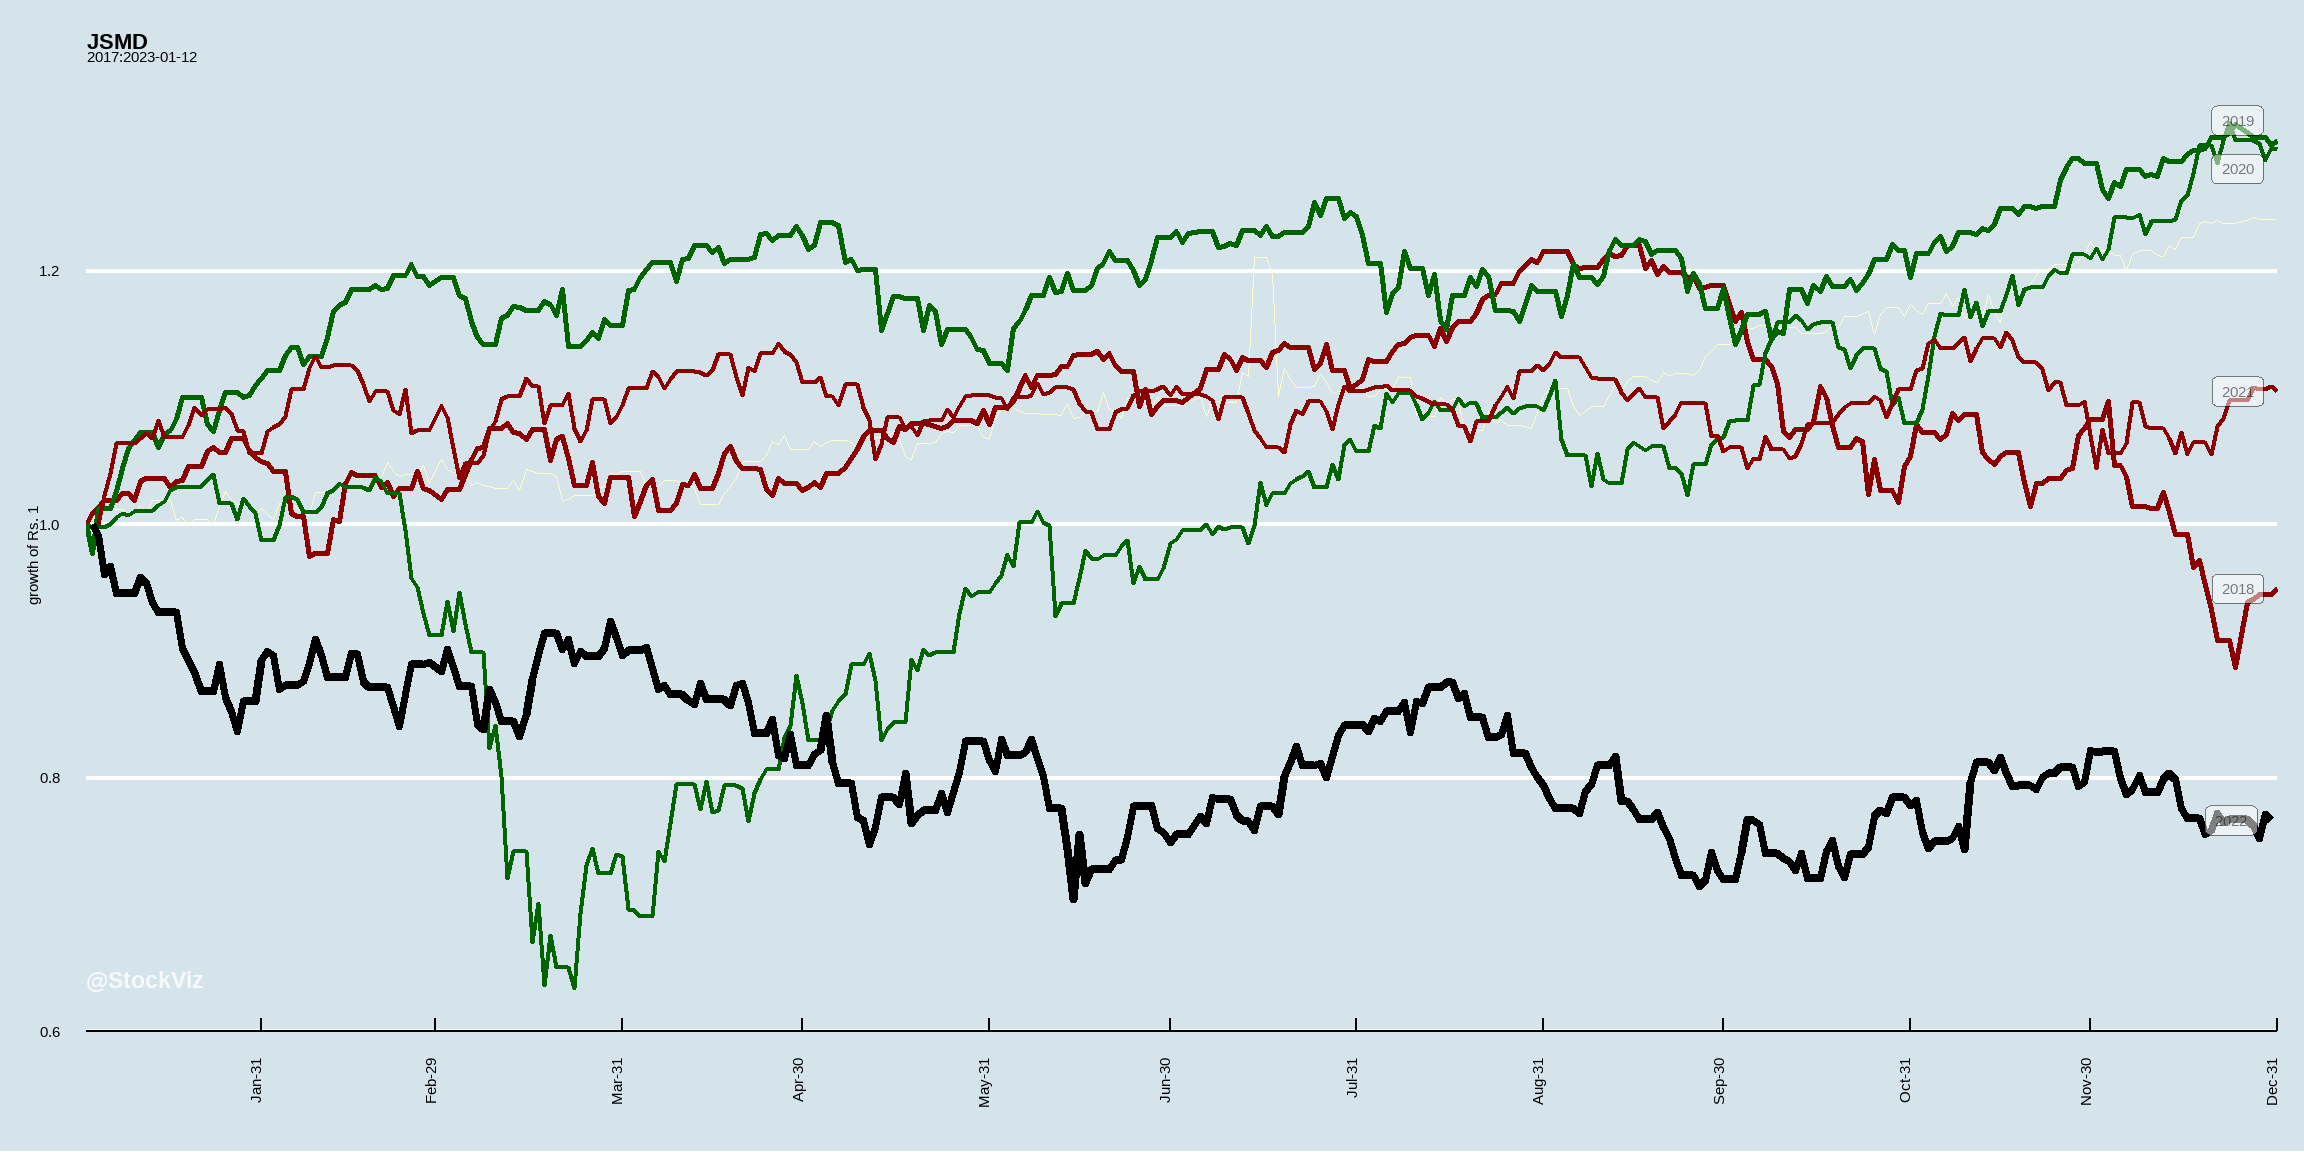 JSMD
2017:2023-01-12
2019
2020
1.2
2021
growth of Rs. 1
1.0
2018
0.8
2022
@StockViz
0.6
Jan-31
Feb-29
Mar-31
Apr-30
May-31
Jun-30
Jul-31
Aug-31
Sep-30
Oct-31
Nov-30
Dec-31